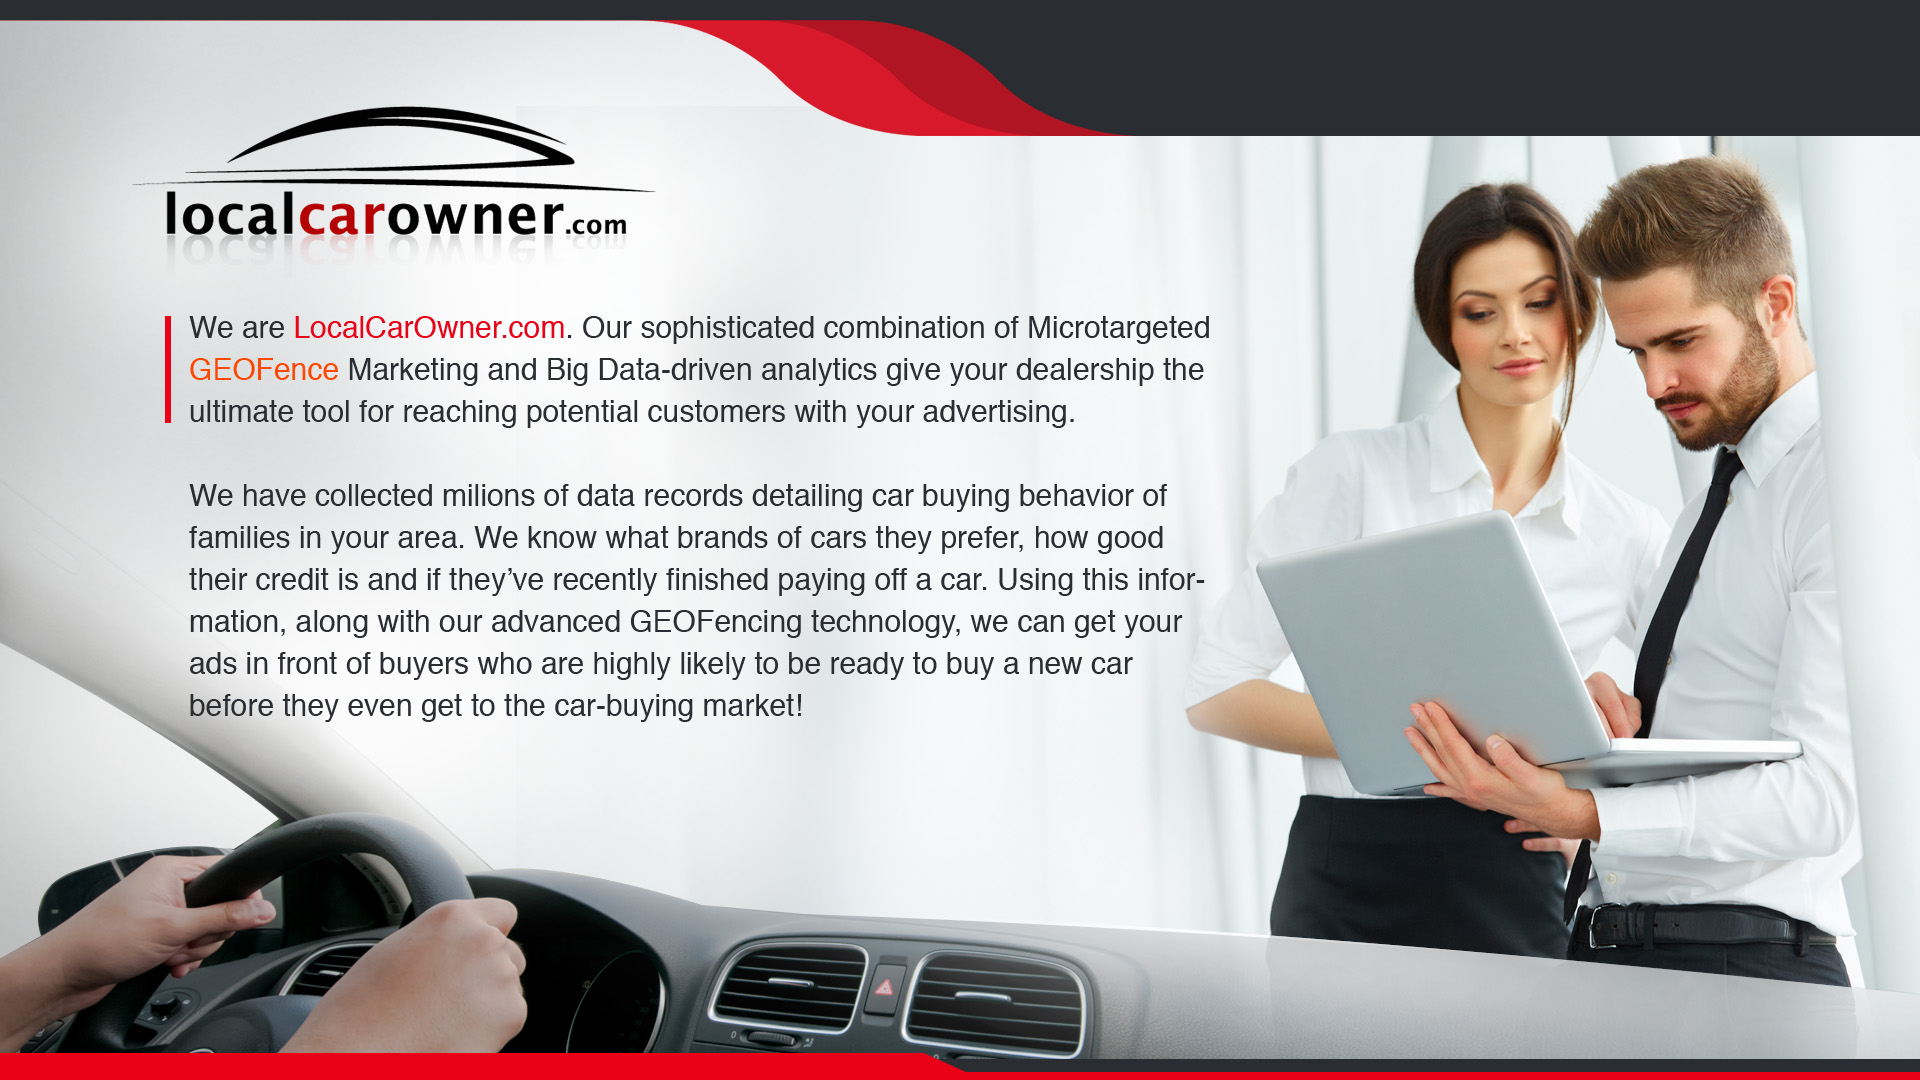 localcarowner.com
We are LocalCarOwner.com. Our sophisticated combination of Microtargeted
GEOFence Marketing and Big Data-driven analytics give your dealership the
ultimate tool for reaching potential customers with your advertising.
We have collected milions of data records detailing car buying behavior of
families in your area. We know what brands of cars they prefer, how good
their credit is and if they’ve recently finished paying off a car. Using this infor-
mation, along with our advanced GEOFencing technology, we can get your
ads in front of buyers who are highly likely to be ready to buy a new car
before they even get to the car-buying market!